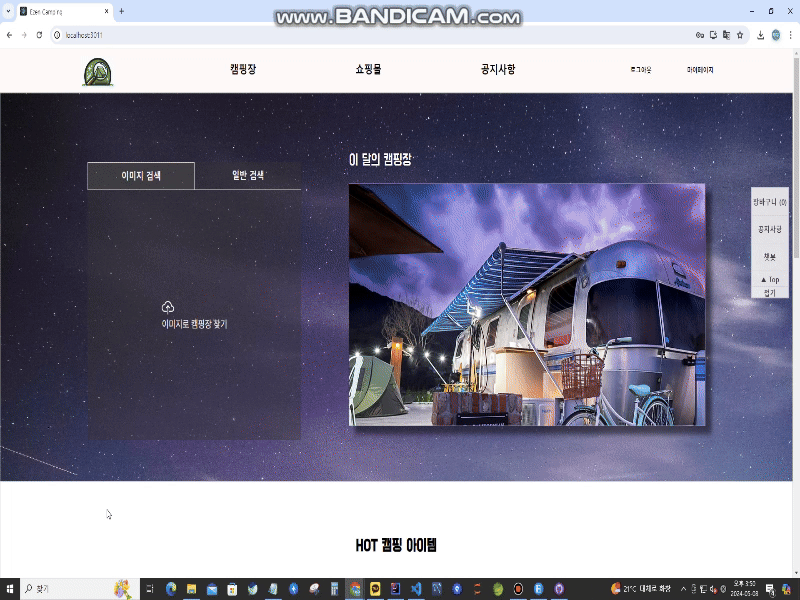 www.BANDICAM.com
Ezen Camping
localhost:9011
캠핑장
쇼핑몰
공지사항
로그아웃
마이페이지
이미지 검색
일반 검색
이미지로 캠핑장 찾기
이 달의 캠핑장
장바구니 (0)
공지사항
챗봇
▲ Top
접기
HOT 캠핑 아이템
찾기
21°C 대체로 화창
오후 3:50
2024-05-08